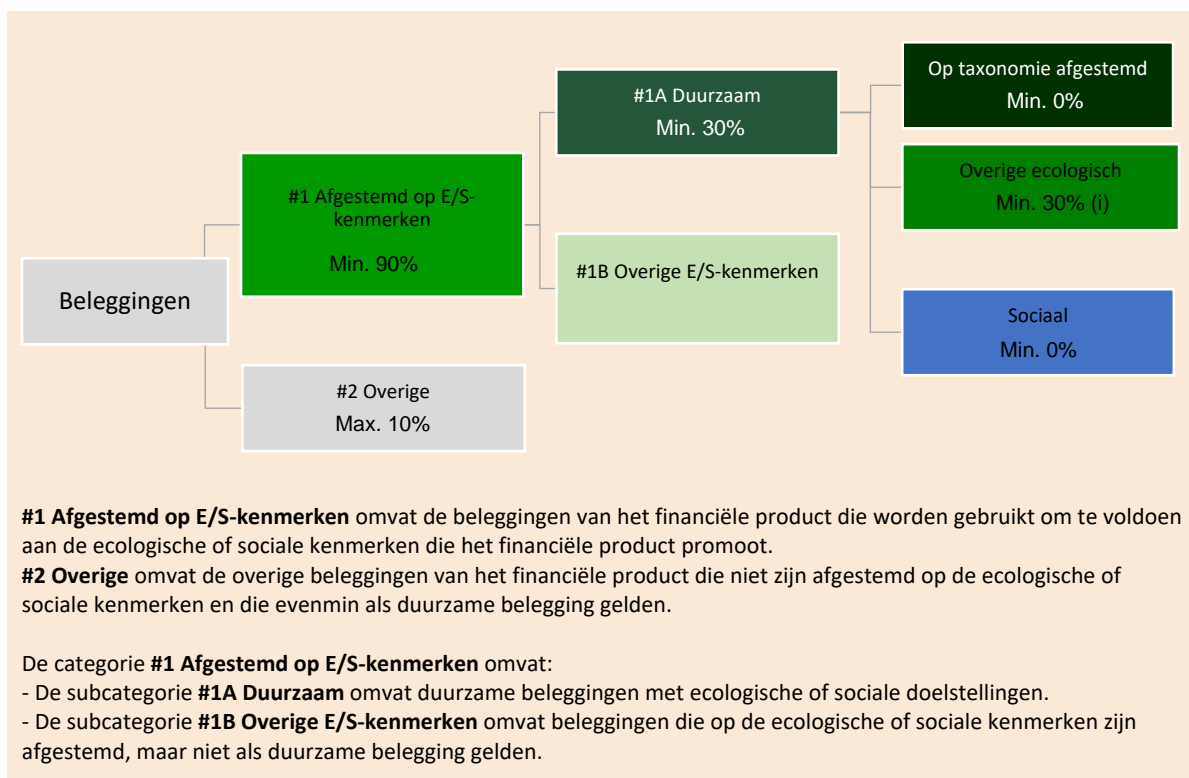 Beleggingen
#1 Afgestemd op E/S-
kenmerken
Min. 90%
#2 Overige
Max. 10%
#1A Duurzaam
Min. 30%
#1B Overige E/S-kenmerken
Op taxonomie afgestemd
Min. 0%
Overige ecologisch
Min. 30% (i)
Sociaal
Min. 0%
#1 Afgestemd op E/S-kenmerken omvat de beleggingen van het financiële product die worden gebruikt om te voldoen
aan de ecologische of sociale kenmerken die het financiële product promoot.
#2 Overige omvat de overige beleggingen van het financiële product die niet zijn afgestemd op de ecologische of
sociale kenmerken en die evenmin als duurzame belegging gelden.
De categorie #1 Afgestemd op E/S-kenmerken omvat:
- De subcategorie #1A Duurzaam omvat duurzame beleggingen met ecologische of sociale doelstellingen.
- De subcategorie #1B Overige E/S-kenmerken omvat beleggingen die op de ecologische of sociale kenmerken zijn
afgestemd, maar niet als duurzame belegging gelden.